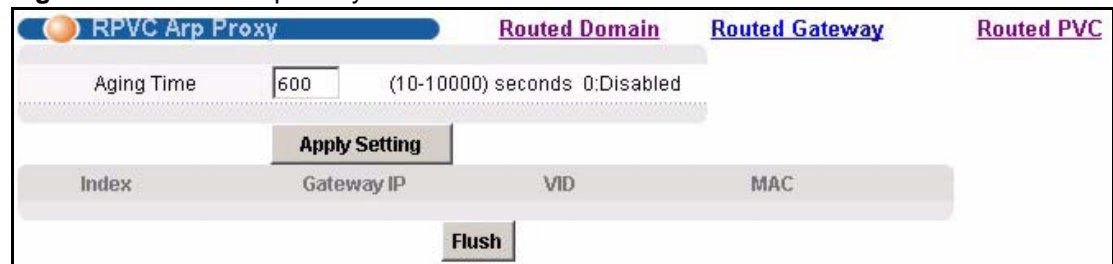 RPVC Arp Proxy Routed Domain Routed Gateway Routed PVC
Aging Time 600 (10-10000) seconds 0:Disabled
Apply Setting
Index Gateway IP VID MAC
Flush